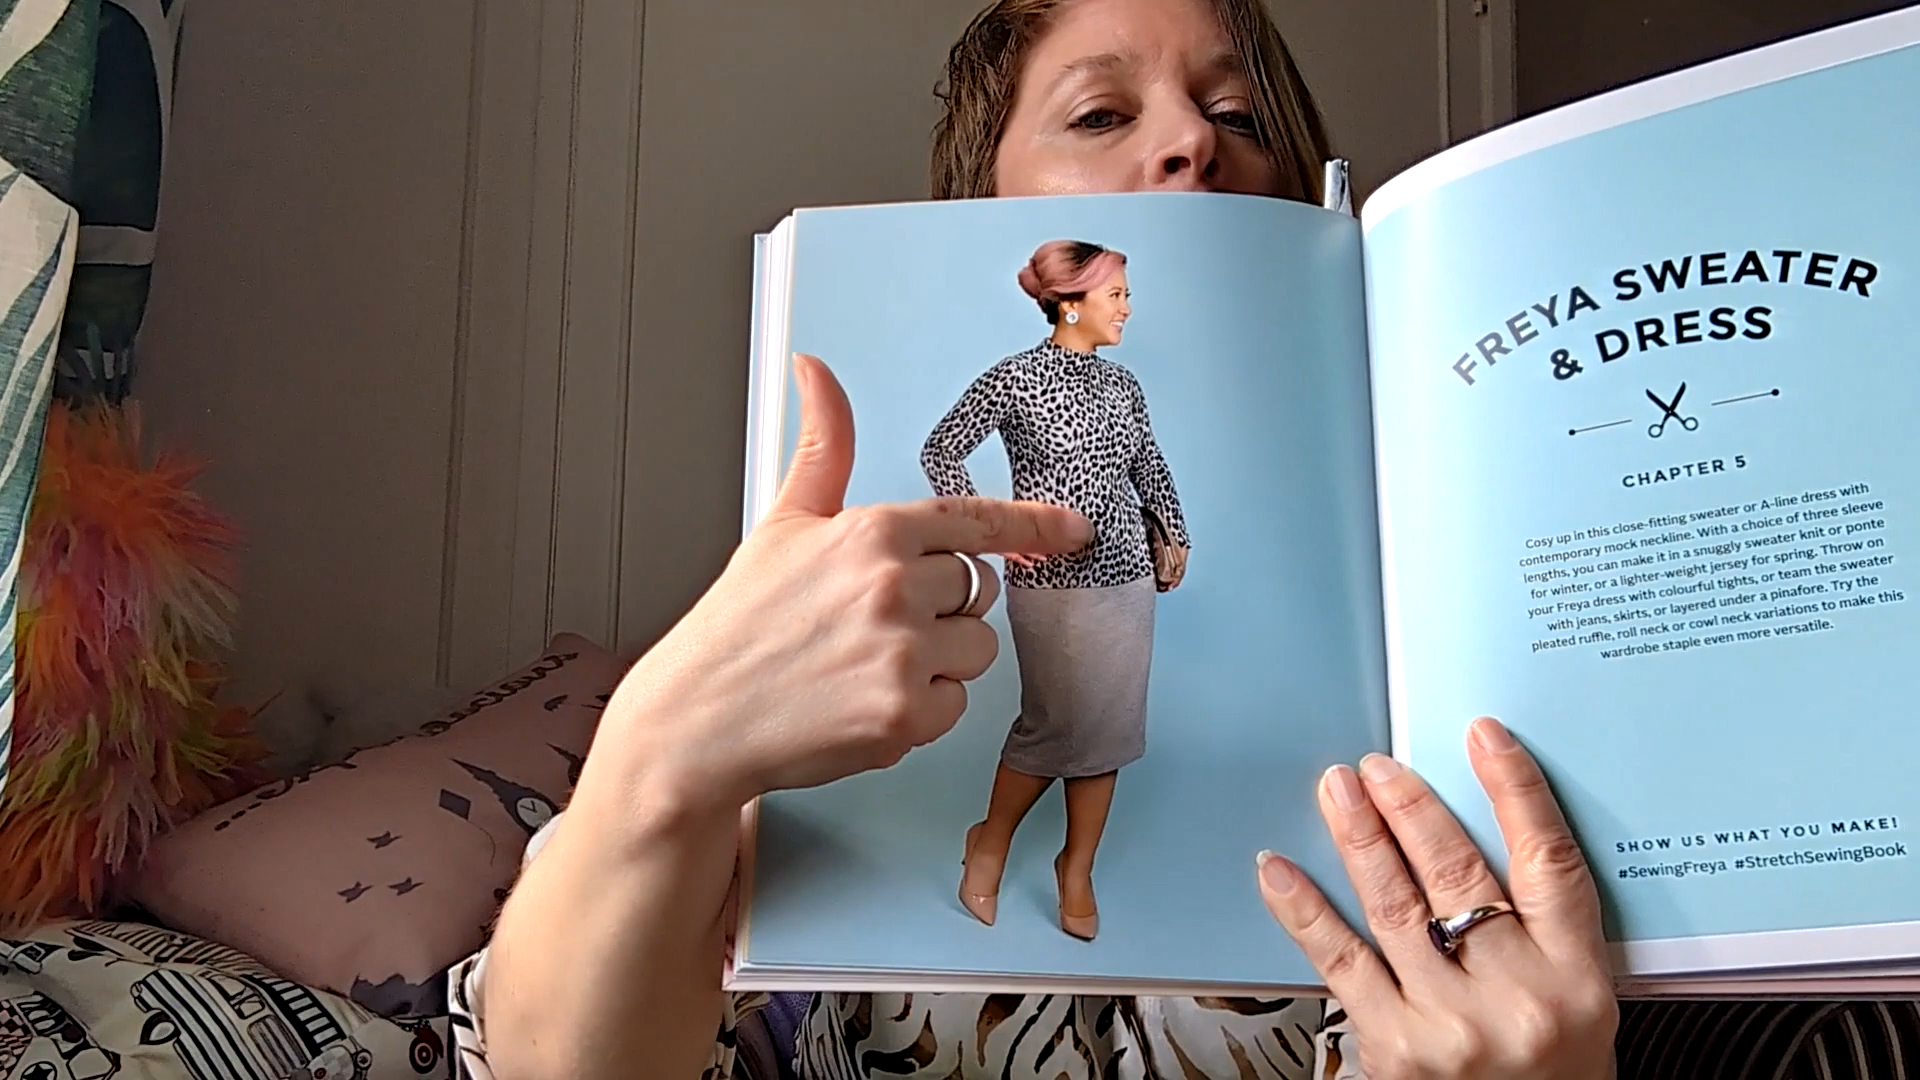 FREYA SWEATER
& DRESS
CHAPTER 5
Cosy up in this close-fitting sweater or A-line dress with
contemporary mock neckline. With a choice of three sleeve
lengths, you can make it in a snuggly sweater knit or ponte
for winter, or a lighter-weight jersey for spring. Throw on
your Freya dress with colourful tights, or team the sweater
with jeans, skirts, or layered under a pinafore. Try the
pleated ruffle, roll neck or cowl neck variations to make this
wardrobe staple even more versatile.
SHOW US WHAT YOU MAKE!
#SewingFreya #StretchSewingBook